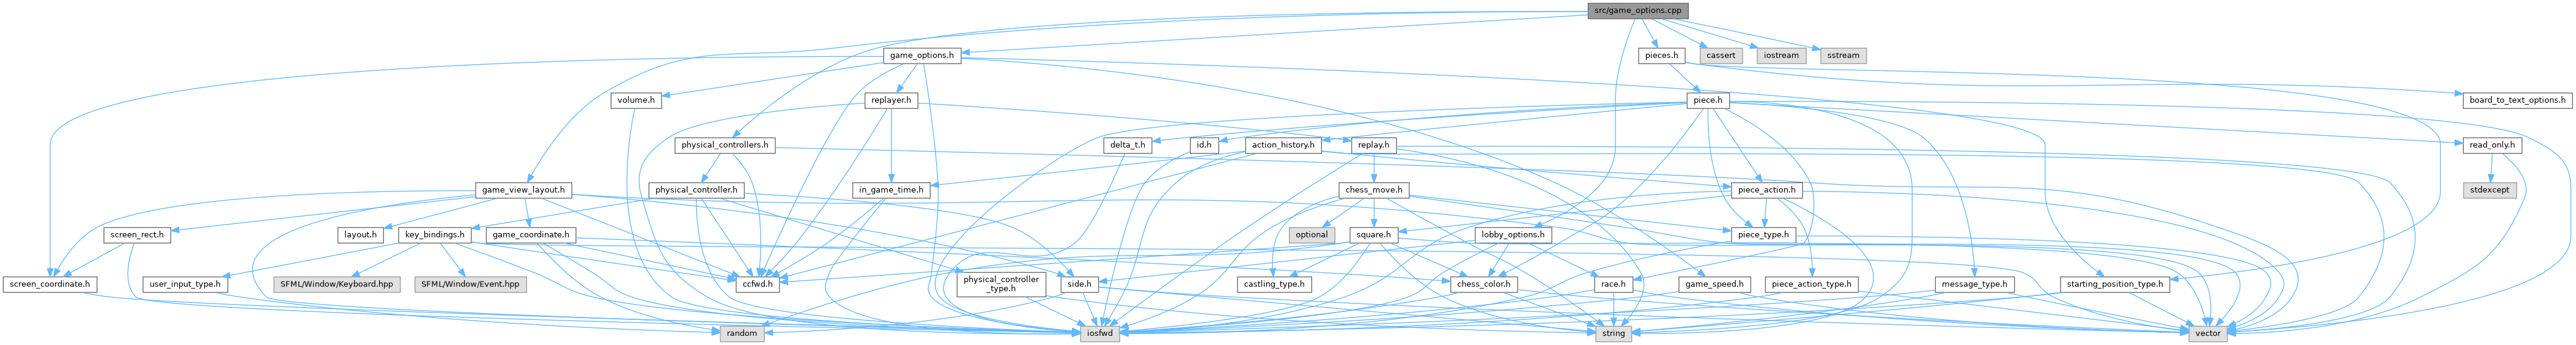 src/game_options.cpp
game_options.h
pieces.h
cassert
iostream
sstream
volume.h
replayer.h
piece.h
board_to_text_options.h
physical_controllers.h
delta_t.h
id.h
action_history.h
replay.h
read_only.h
game_view_layout.h
physical_controller.h
in_game_time.h
chess_move.h
piece_action.h
stdexcept
screen_rect.h
layout.h
key_bindings.h
game_coordinate.h
optional
square.h
lobby_options.h
piece_type.h
screen_coordinate.h
user_input_type.h
SFML/Window/Keyboard.hpp
SFML/Window/Event.hpp
ccfwd.h
physical_controller
_type.h
side.h
castling_type.h
chess_color.h
race.h
game_speed.h
piece_action_type.h
message_type.h
starting_position_type.h
random
iosfwd
string
vector